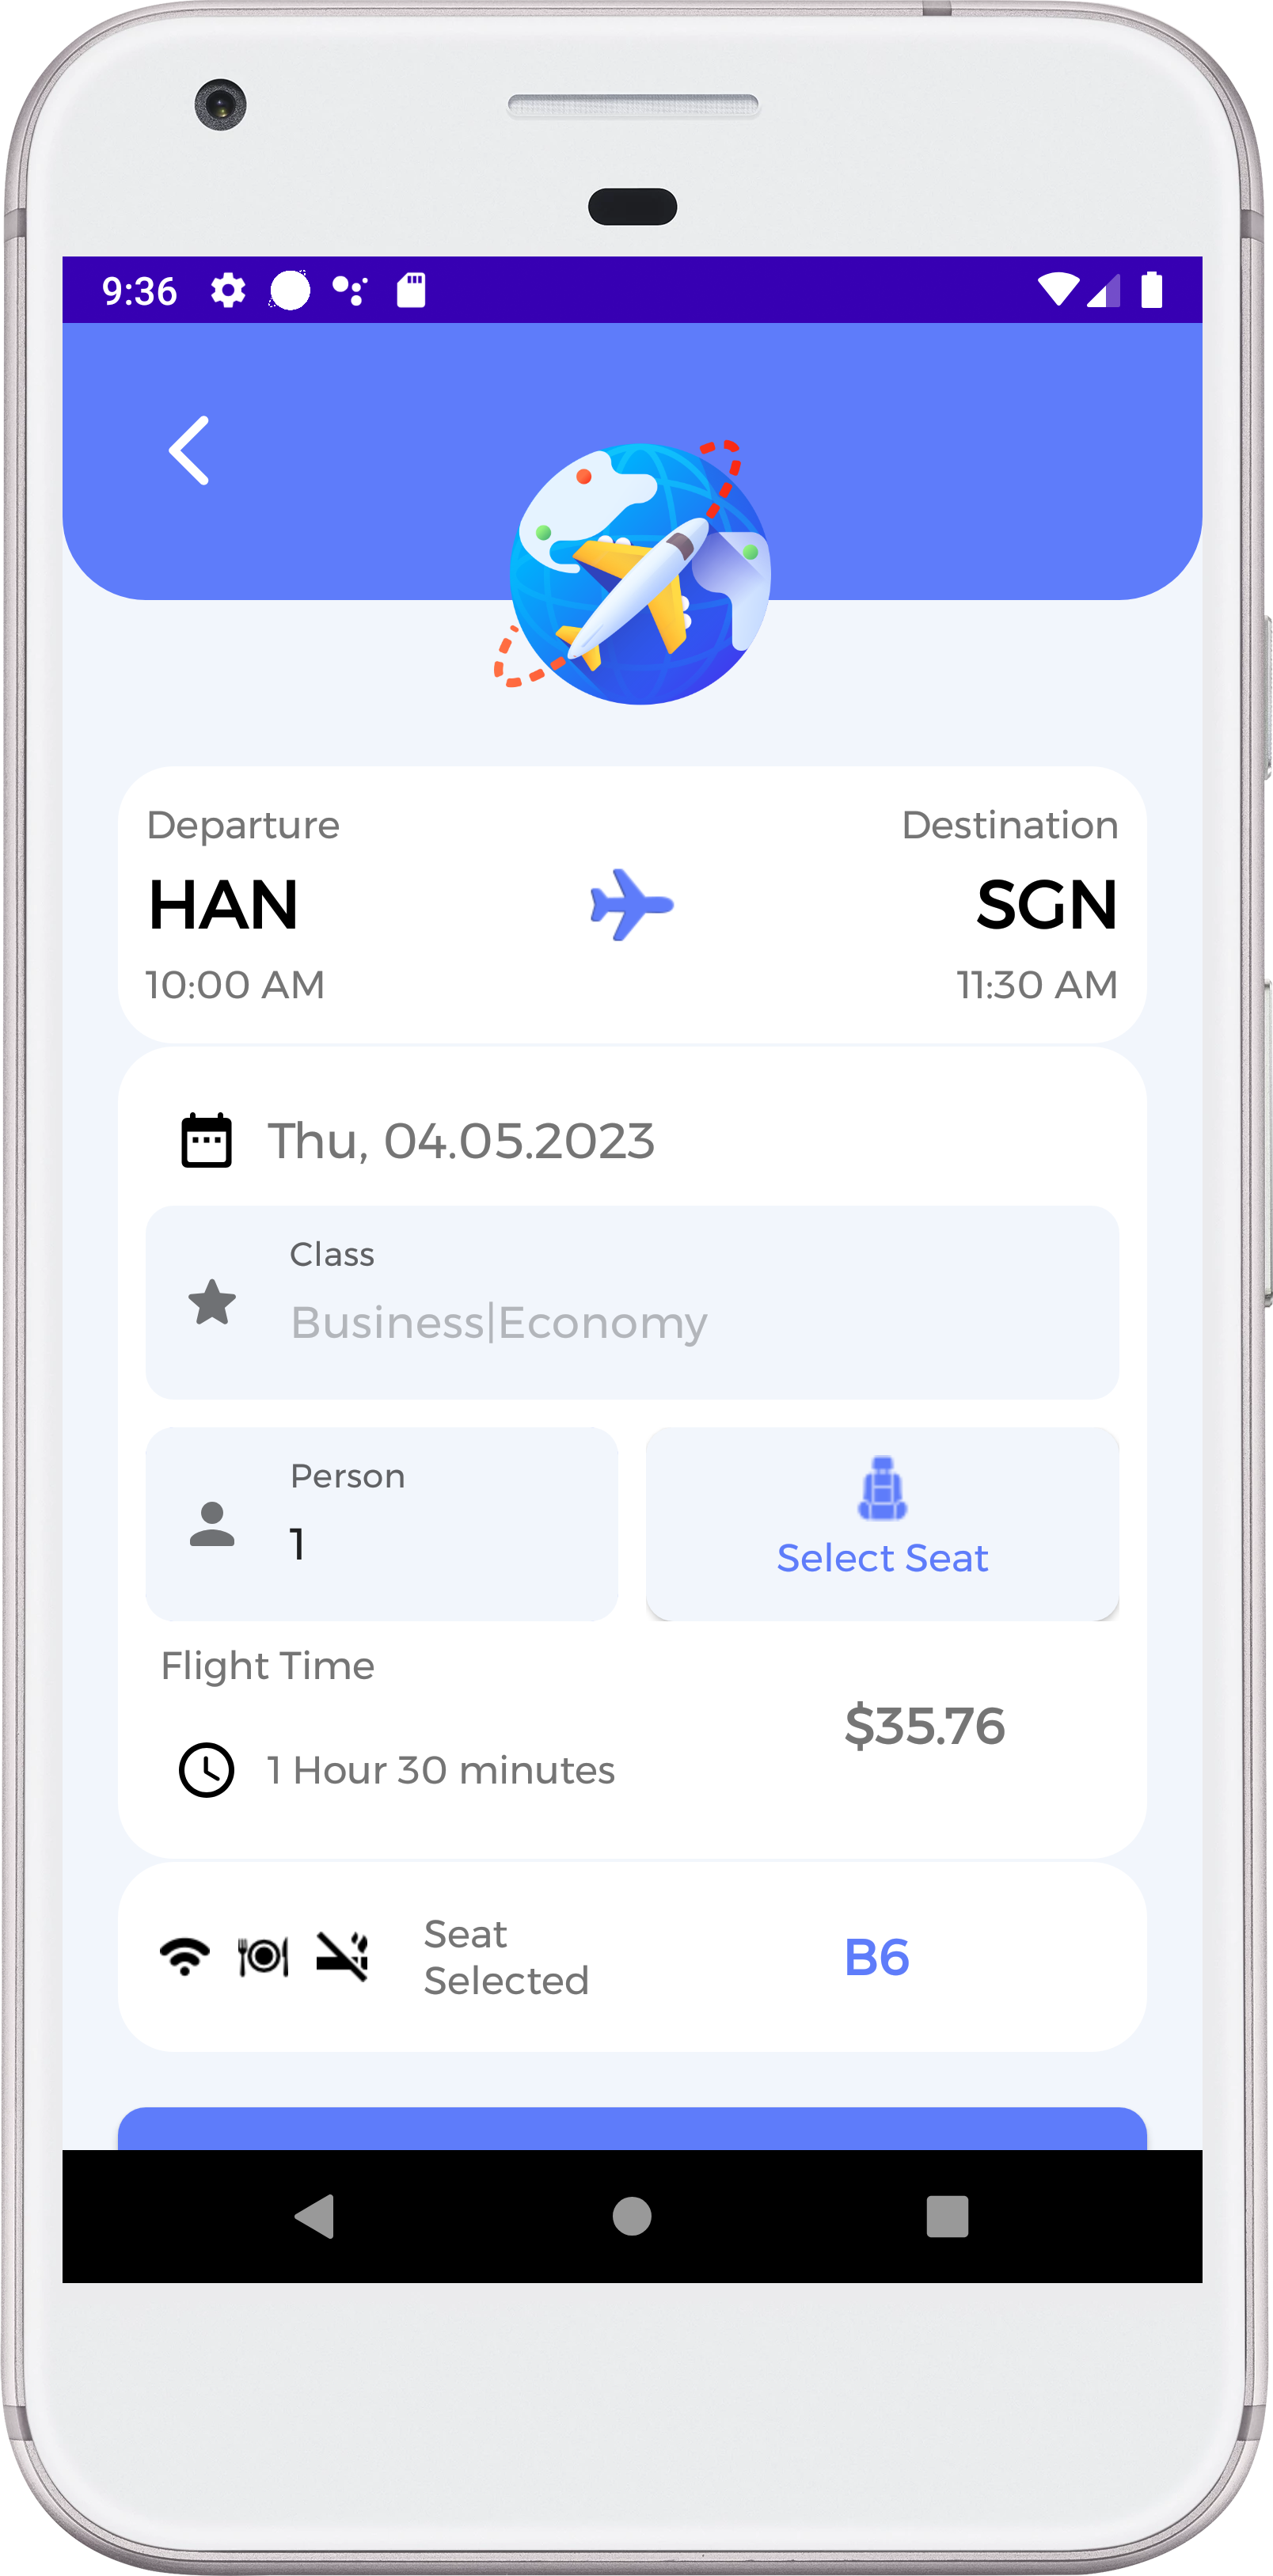 9:36
Departure
Destination
HAN
SGN
10:00 AM
11:30 AM
Thu, 04.05.2023
Class
Business|Economy
Person
1
Select Seat
Flight Time
$35.76
1 Hour 30 minutes
Seat
Selected
B6